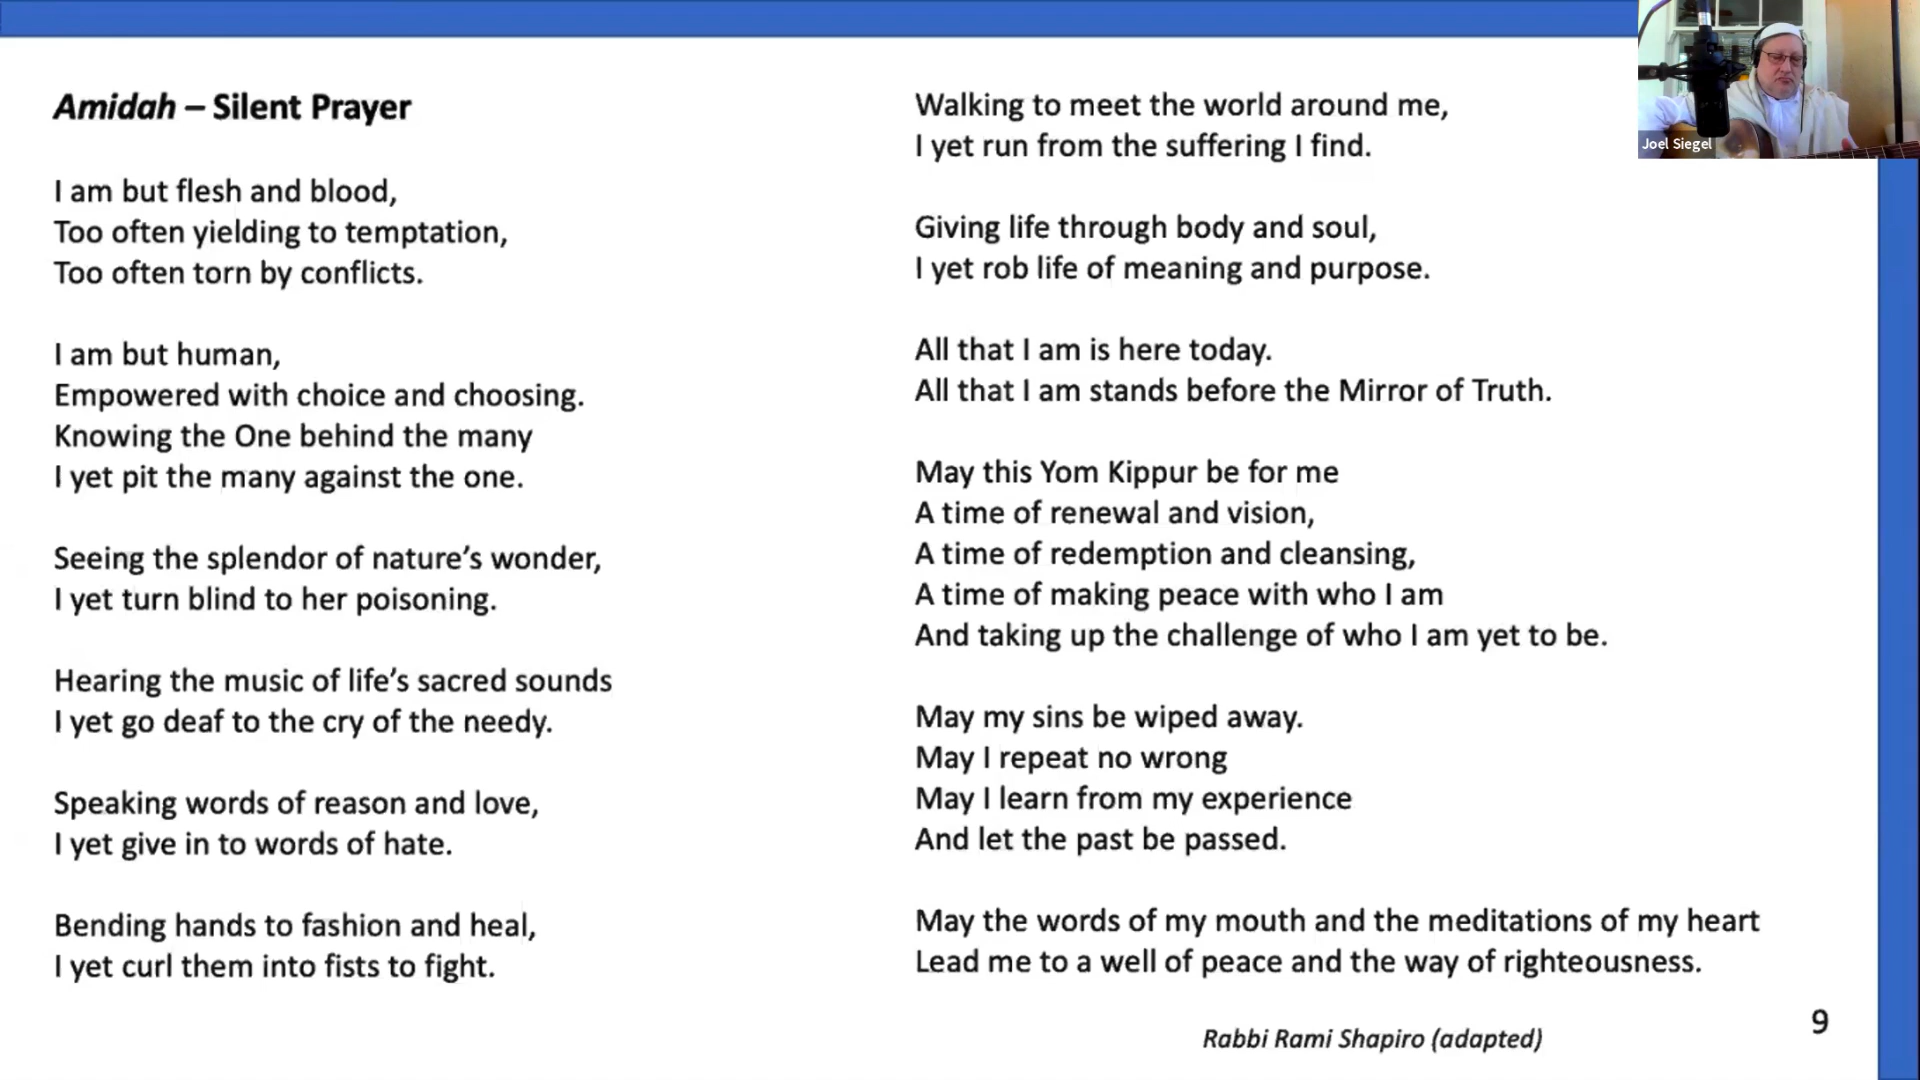 Amidah – Silent Prayer
I am but flesh and blood,
Too often yielding to temptation,
Too often torn by conflicts.
I am but human,
Empowered with choice and choosing.
Knowing the One behind the many
I yet pit the many against the one.
Seeing the splendor of nature’s wonder,
I yet turn blind to her poisoning.
Hearing the music of life’s sacred sounds
I yet go deaf to the cry of the needy.
Speaking words of reason and love,
I yet give in to words of hate.
Bending hands to fashion and heal,
I yet curl them into fists to fight.
Walking to meet the world around me,
I yet run from the suffering I find.
Giving life through body and soul,
I yet rob life of meaning and purpose.
All that I am is here today.
All that I am stands before the Mirror of Truth.
May this Yom Kippur be for me
A time of renewal and vision,
A time of redemption and cleansing,
A time of making peace with who I am
And taking up the challenge of who I am yet to be.
May my sins be wiped away.
May I repeat no wrong
May I learn from my experience
And let the past be passed.
May the words of my mouth and the meditations of my heart
Lead me to a well of peace and the way of righteousness.
Rabbi Rami Shapiro (adapted)
9
Joel Siegel